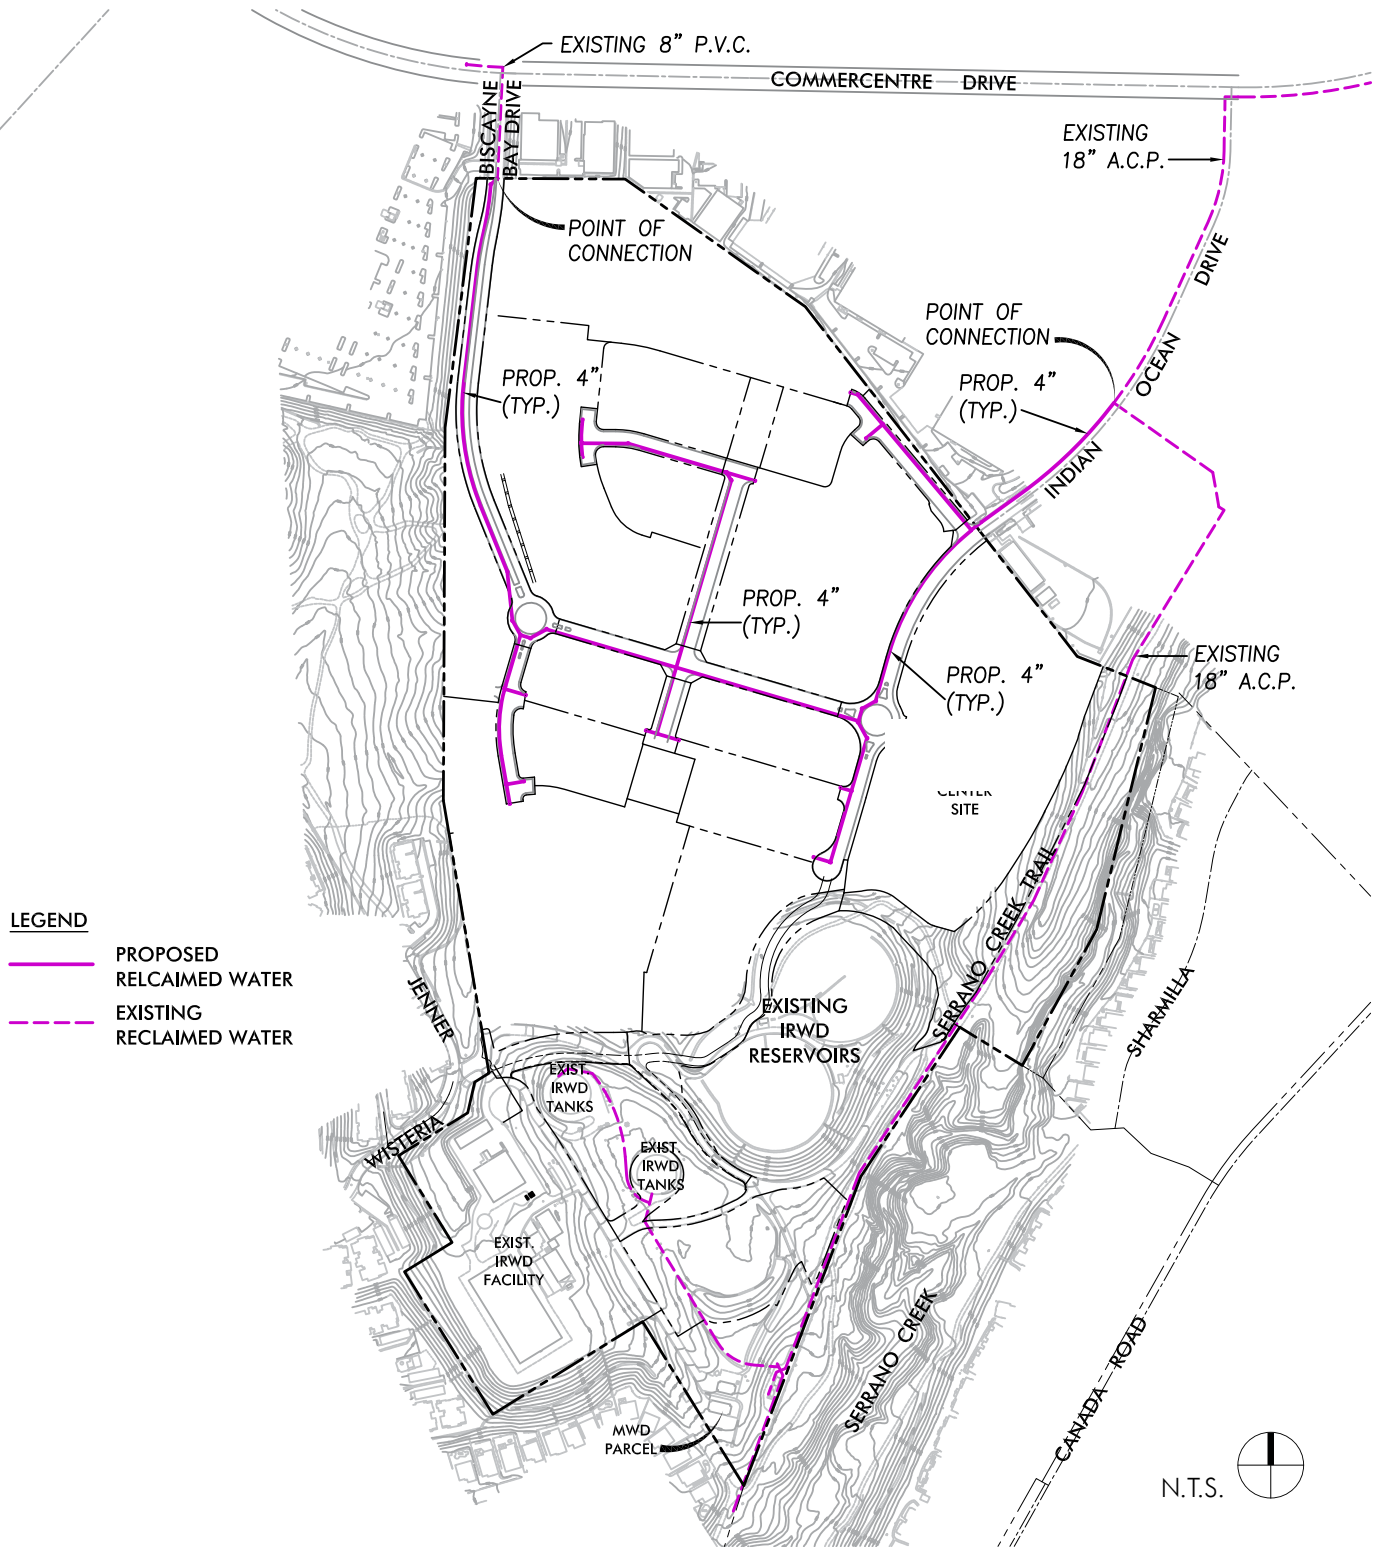 EXISTING 8" P.V.C.
COMMERCENTRE DRIVE
BISCAYNE
BAY DRIVE
EXISTING
18" A.C.P.
POINT OF
CONNECTION
INDIAN OCEAN DRIVE
POINT OF
CONNECTION
PROP. 4"
(TYP.)
PROP. 4"
(TYP.)
PROP. 4"
(TYP.)
PROP. 4"
(TYP.)
EXISTING
18" A.C.P.
CENTER
SITE
SERRANO CREEK TRAIL
SHARMILLA
LEGEND
PROPOSED
RELCAIMED WATER
EXISTING
RECLAIMED WATER
JENNER
WISTERIA
EXISTING
IRWD
RESERVOIRS
EXIST.
IRWD
TANKS
EXIST.
IRWD
TANKS
EXIST.
IRWD
FACILITY
SERRANO CREEK
CANADA ROAD
MWD
PARCEL
N.T.S.